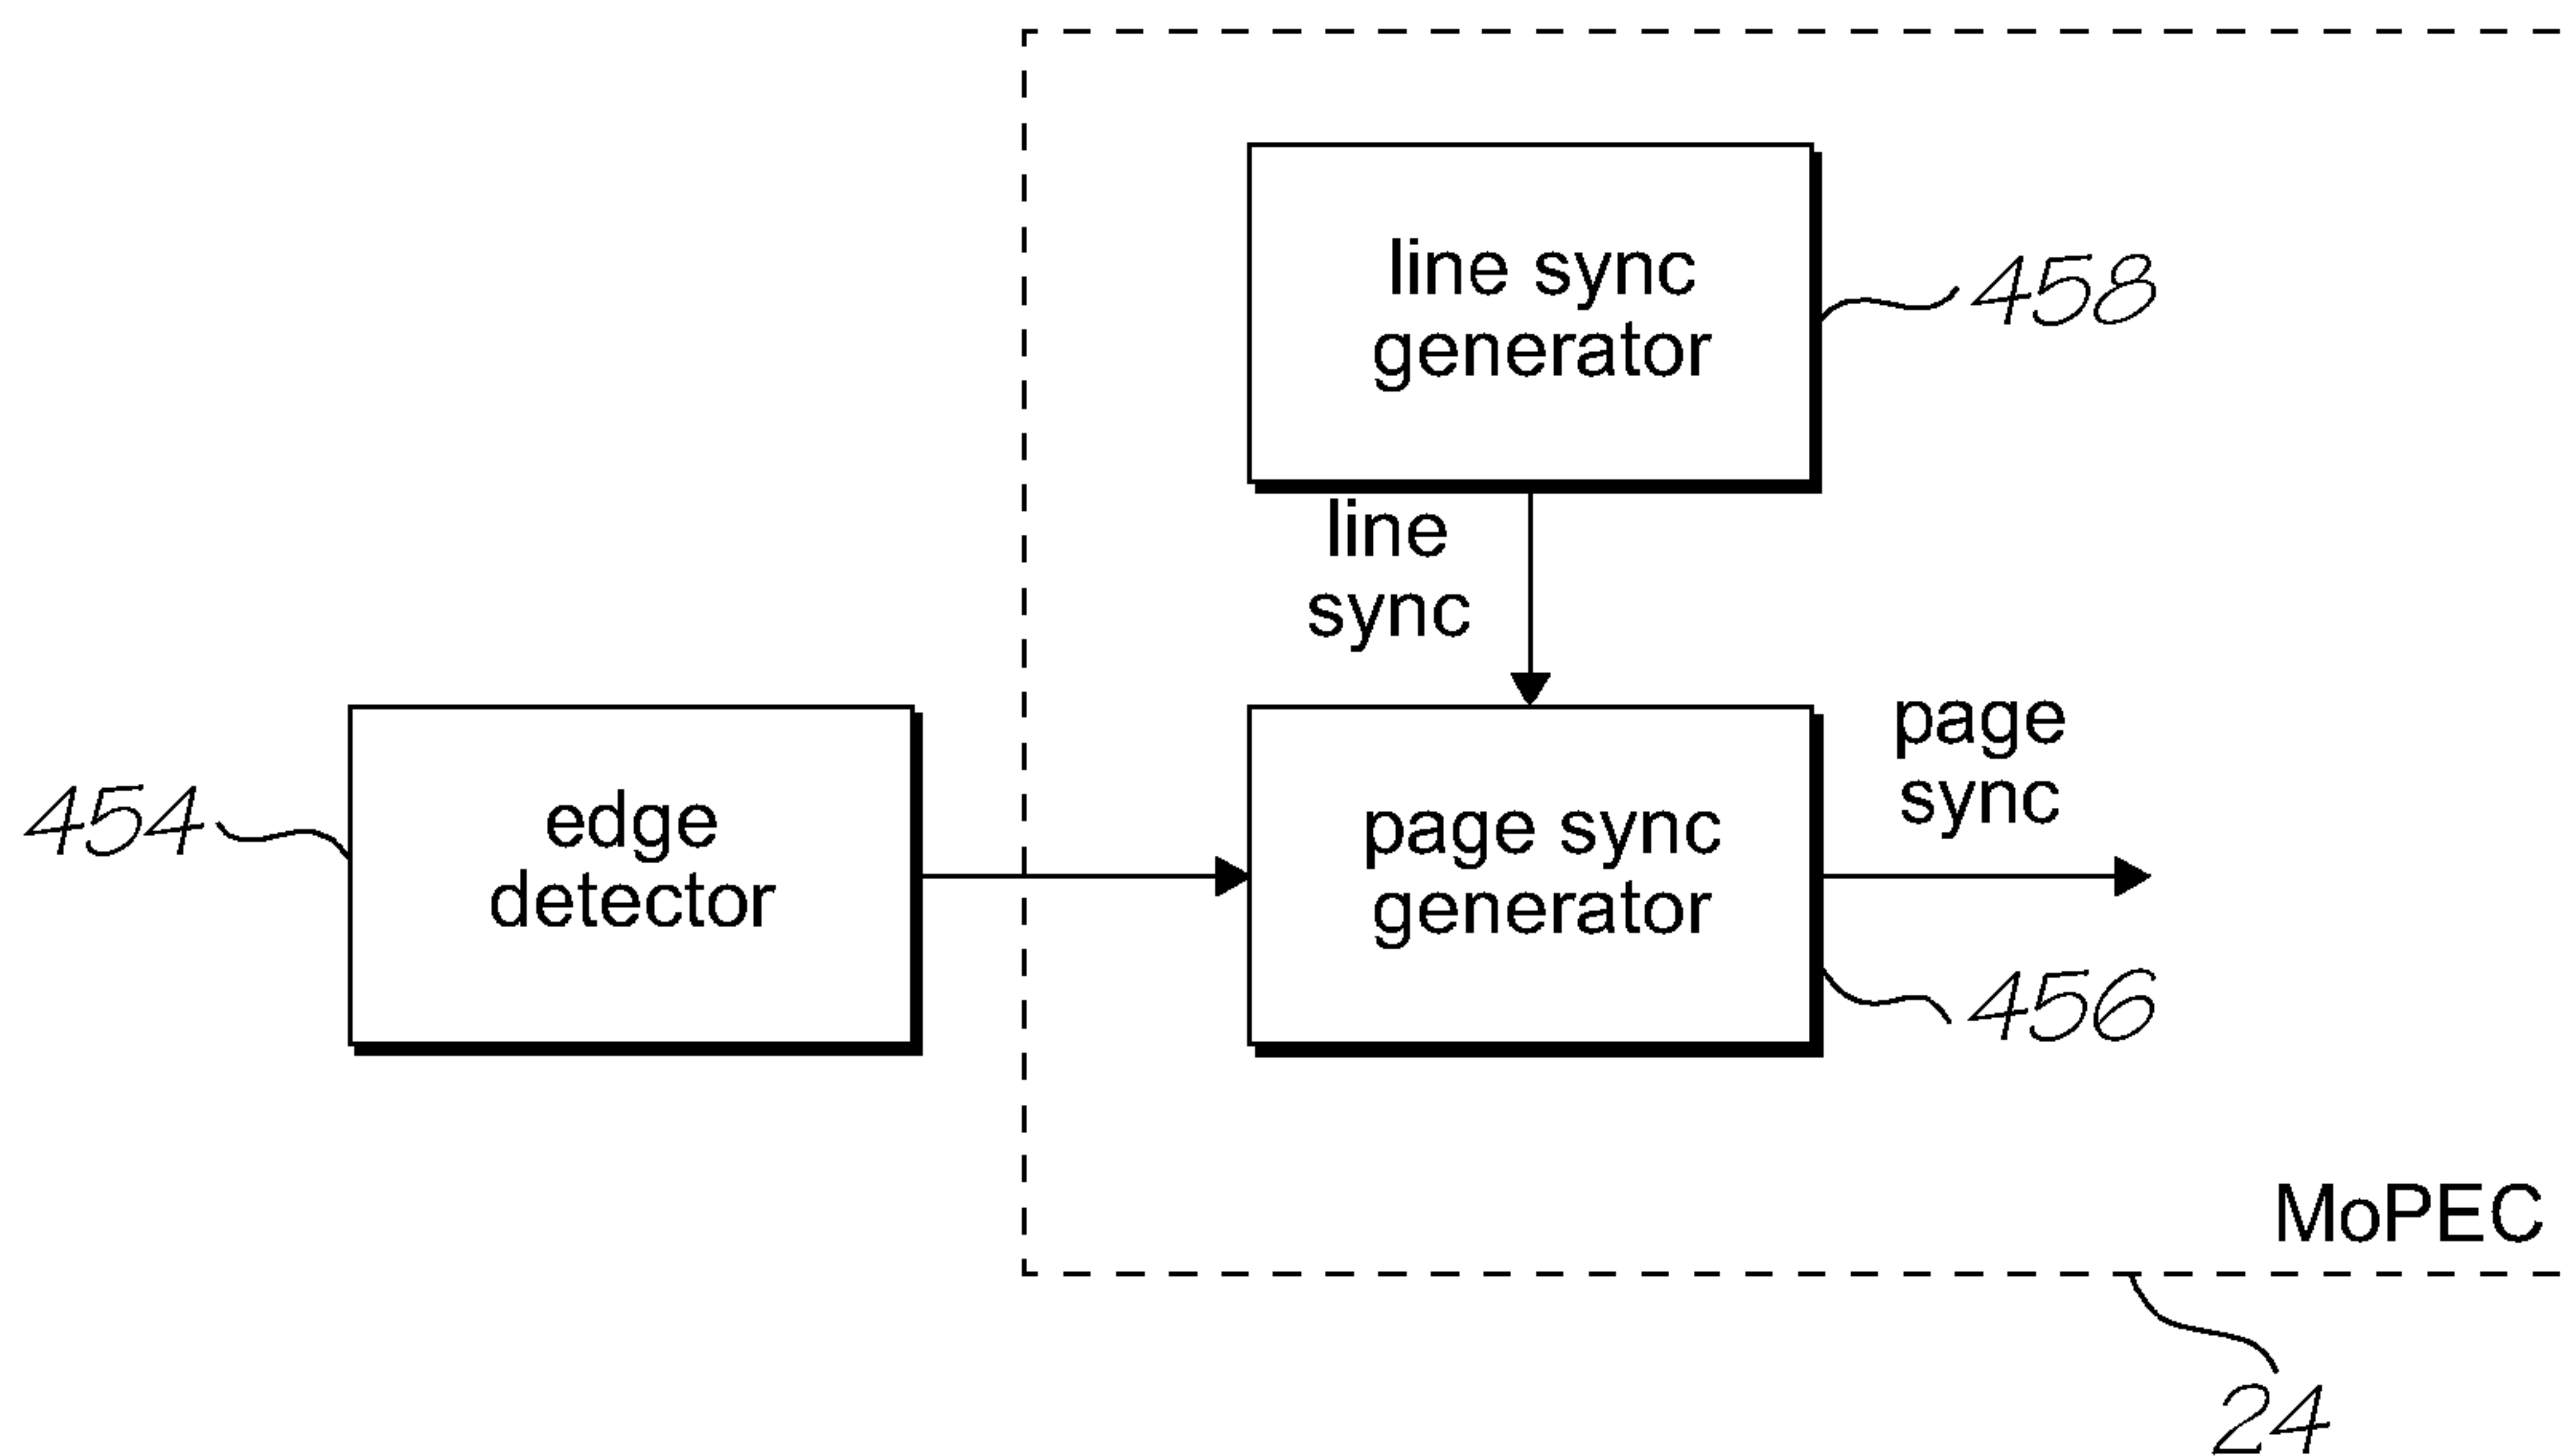 line sync
generator
458
line
sync
page
sync
454
edge
detector
page sync
generator
456
MoPEC
24